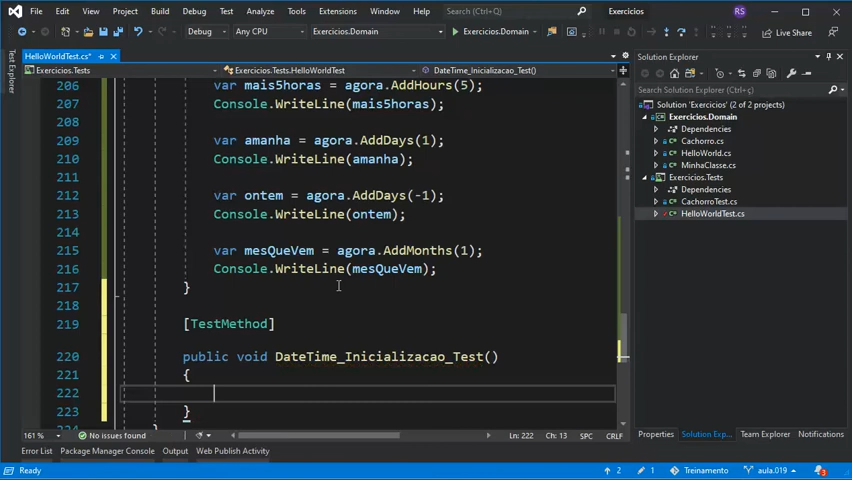 File Edit View Git Project Build Debug Test Analyze Tools Extensions Window Help Search (Ctrl+Q) Exercicios RS
Debug Any CPU Exercicios.Domain Exercicios.Domain Live Share
Test Explorer
HelloWorldTest.cs*
Exercicios.Tests Exercicios.Tests.HelloWorldTest DateTime_Inicializacao_Test()
206 var mais5horas = agora.AddHours(5);
207 Console.WriteLine(mais5horas);
208
209 var amanha = agora.AddDays(1);
210 Console.WriteLine(amanha);
211
212 var ontem = agora.AddDays(-1);
213 Console.WriteLine(ontem);
214
215 var mesQueVem = agora.AddMonths(1);
216 Console.WriteLine(mesQueVem);
217 }
218
219 [TestMethod]
220 public void DateTime_Inicializacao_Test()
221 {
222
223 }
224 }
161 % No issues found Ln: 222 Ch: 13 SPC CRLF
Solution Explorer
Search Solution Explorer (Ctrl+ç)
Solution 'Exercicios' (2 of 2 projects)
Exercicios.Domain
Dependencies
Cachorro.cs
HelloWorld.cs
MinhaClasse.cs
Exercicios.Tests
Dependencies
CachorroTest.cs
HelloWorldTest.cs
Properties Solution Exp... Team Explorer Notifications
Error List Package Manager Console Output Web Publish Activity
Ready 2 1 Treinamento aula.019 3